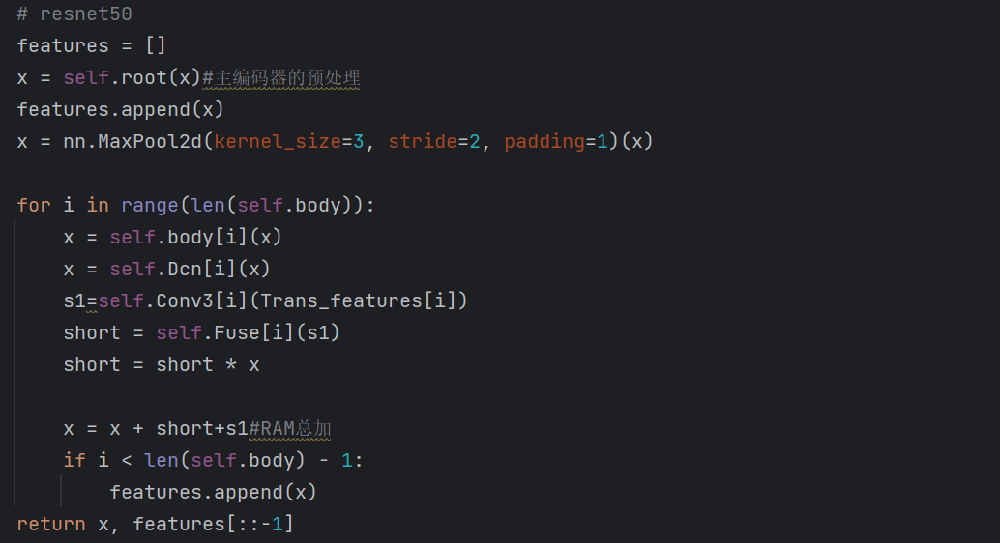 # resnet50
features = []
x = self.root(x)#主编码器的预处理
features.append(x)
x = nn.MaxPool2d(kernel_size=3, stride=2, padding=1)(x)
for i in range(len(self.body)):
x = self.body[i](x)
x = self.Dcn[i](x)
s1=self.Conv3[i](Trans_features[i])
short = self.Fuse[i](s1)
short = short * x
x = x + short+s1#RAM总加
if i < len(self.body) - 1:
features.append(x)
return x, features[::-1]